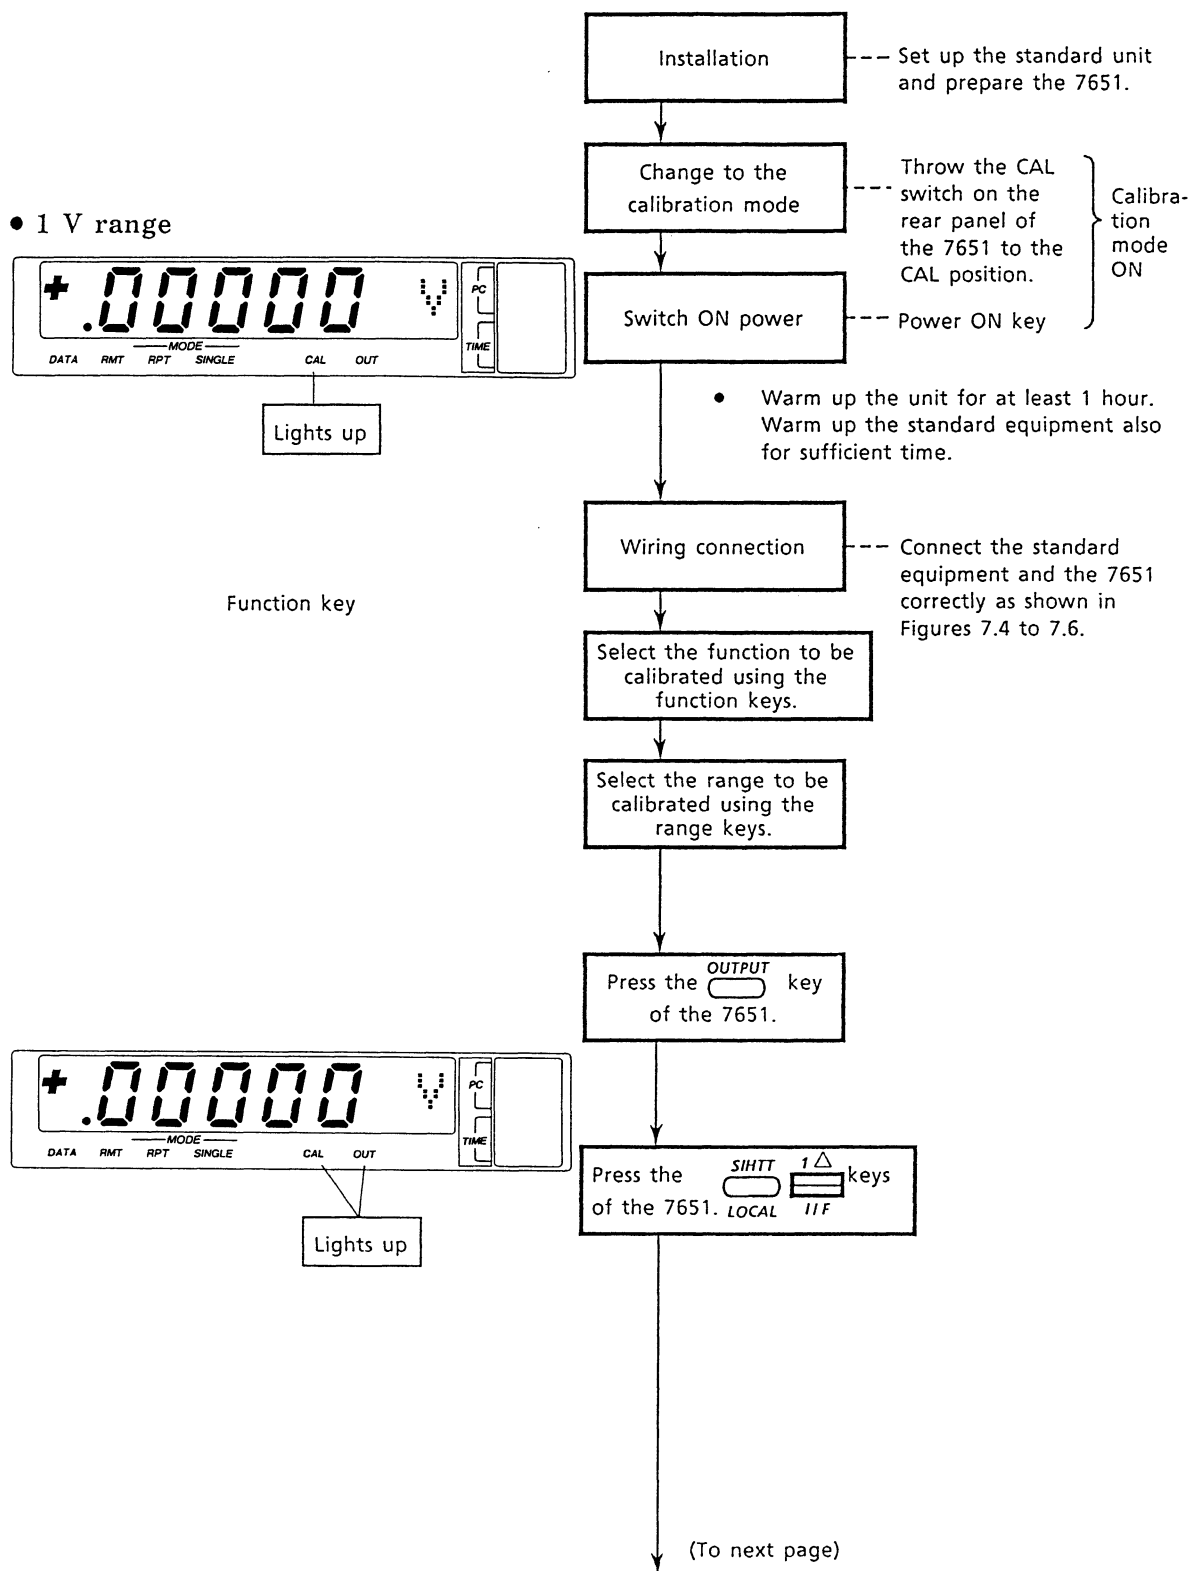 Installation
Set up the standard unit
and prepare the 7651.
Change to the
calibration mode
Throw the CAL
switch on the
rear panel of
the 7651 to the
CAL position.
Calibra-
tion
mode
ON
• 1 V range
+ .00000 V
PC
TIME
MODE
DATA RMT RPT SINGLE CAL OUT
Lights up
Switch ON power
Power ON key
• Warm up the unit for at least 1 hour.
Warm up the standard equipment also
for sufficient time.
Wiring connection
Connect the standard
equipment and the 7651
correctly as shown in
Figures 7.4 to 7.6.
Function key
Select the function to be
calibrated using the
function keys.
Select the range to be
calibrated using the
range keys.
OUTPUT
Press the key
of the 7651.
+ .00000 V
PC
TIME
MODE
DATA RMT RPT SINGLE CAL OUT
Lights up
SIHTT 1 △
Press the keys
of the 7651. LOCAL IIF
(To next page)